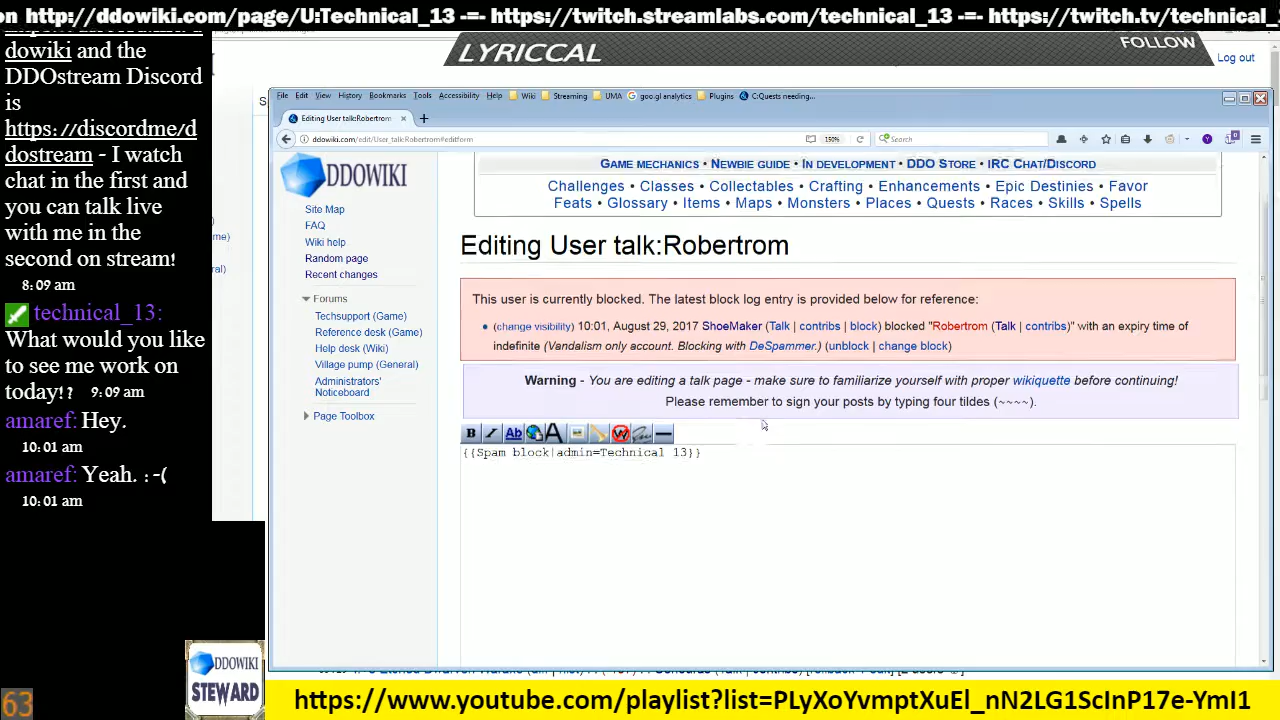 on http://ddowiki.com/page/U:Technical_13 -=- https://twitch.streamlabs.com/technical_13 -=- https://twitch.tv/technical_
dowiki and the
DDOstream Discord
is
https://discordme/d
dostream - I watch
chat in the first and
you can talk live
with me in the
second on stream!
8:09 am
technical_13:
What would you like
to see me work on
today!? 9:09 am
amaref: Hey.
10:01 am
amaref: Yeah. :-(
10:01 am
63
LYRICCAL
FOLLOW
Log out
File Edit View History Bookmarks Tools Accessibility Help Wiki Streaming UMA goo.gl analytics Plugins C:Quests needing...
Editing User talk:Robertrom × +
ddowiki.com/edit/User_talk:Robertrom#editform 150% Search
DDOWIKI
Site Map
FAQ
Wiki help
Random page
Recent changes
Forums
Techsupport (Game)
Reference desk (Game)
Help desk (Wiki)
Village pump (General)
Administrators'
Noticeboard
Page Toolbox
Game mechanics • Newbie guide • In development • DDO Store • IRC Chat/Discord
Challenges • Classes • Collectables • Crafting • Enhancements • Epic Destinies • Favor
Feats • Glossary • Items • Maps • Monsters • Places • Quests • Races • Skills • Spells
Editing User talk:Robertrom
This user is currently blocked. The latest block log entry is provided below for reference:
• (change visibility) 10:01, August 29, 2017 ShoeMaker (Talk | contribs | block) blocked "Robertrom (Talk | contribs)" with an expiry time of
indefinite (Vandalism only account. Blocking with DeSpammer.) (unblock | change block)
Warning - You are editing a talk page - make sure to familiarize yourself with proper wikiquette before continuing!
Please remember to sign your posts by typing four tildes (~~~~).
B I Ab A
{{Spam block|admin=Technical 13}}
me)
ral)
DDOWIKI
STEWARD
https://www.youtube.com/playlist?list=PLyXoYvmptXuEl_nN2LG1ScInP17e-YmI1